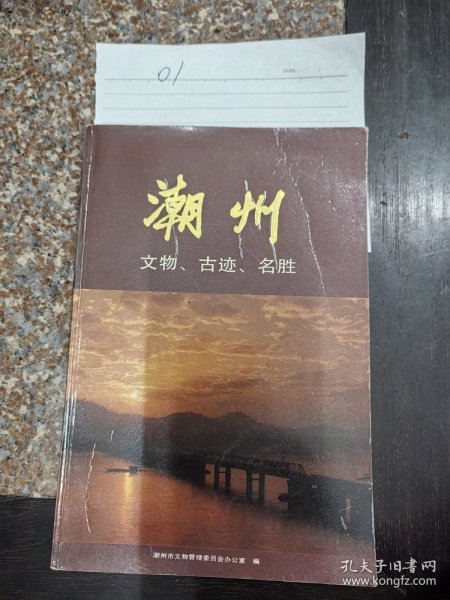 01
Date.
潮州
文物、古迹、名胜
潮州市文物管理委员会办公室 编
孔夫子旧书网
www.kongfz.com